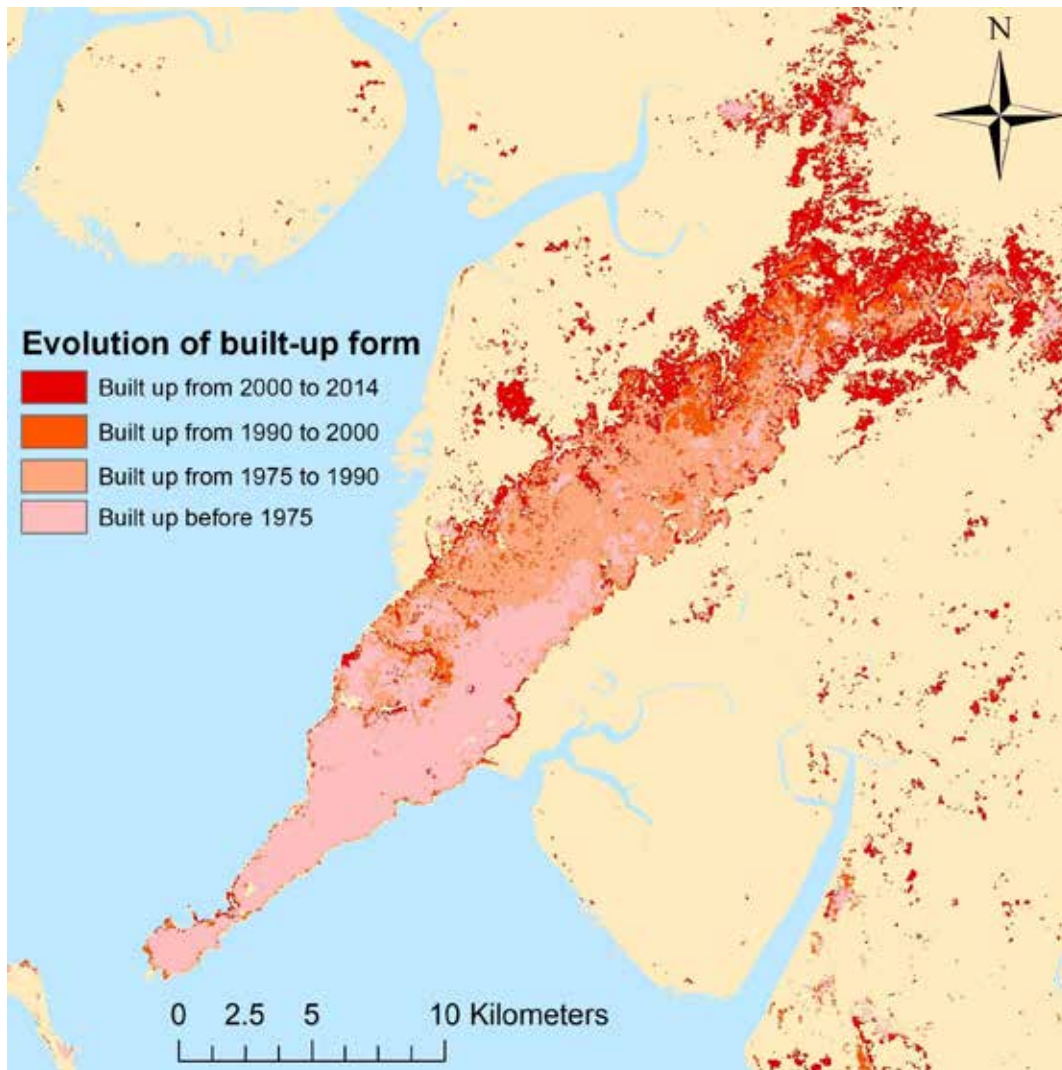 N
Evolution of built-up form
Built up from 2000 to 2014
Built up from 1990 to 2000
Built up from 1975 to 1990
Built up before 1975
0 2.5 5 10 Kilometers